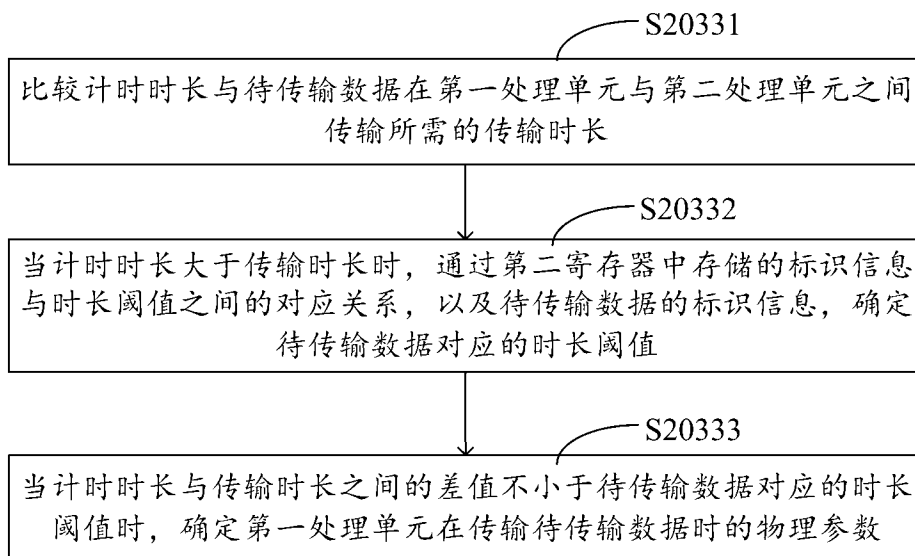 S20331
比较计时时长与待传输数据在第一处理单元与第二处理单元之间
传输所需的传输时长
S20332
当计时时长大于传输时长时，通过第二寄存器中存储的标识信息
与时长阈值之间的对应关系，以及待传输数据的标识信息，确定
待传输数据对应的时长阈值
S20333
当计时时长与传输时长之间的差值不小于待传输数据对应的时长
阈值时，确定第一处理单元在传输待传输数据时的物理参数